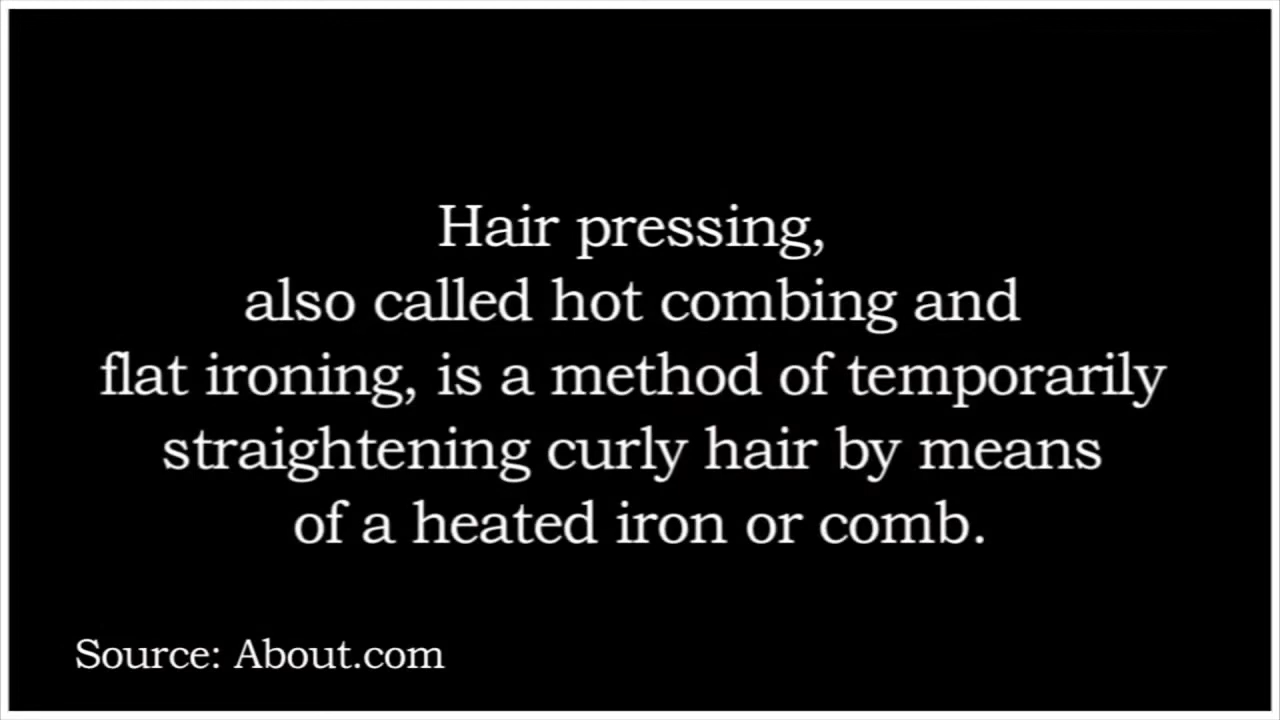 Hair pressing,
also called hot combing and
flat ironing, is a method of temporarily
straightening curly hair by means
of a heated iron or comb.
Source: About.com